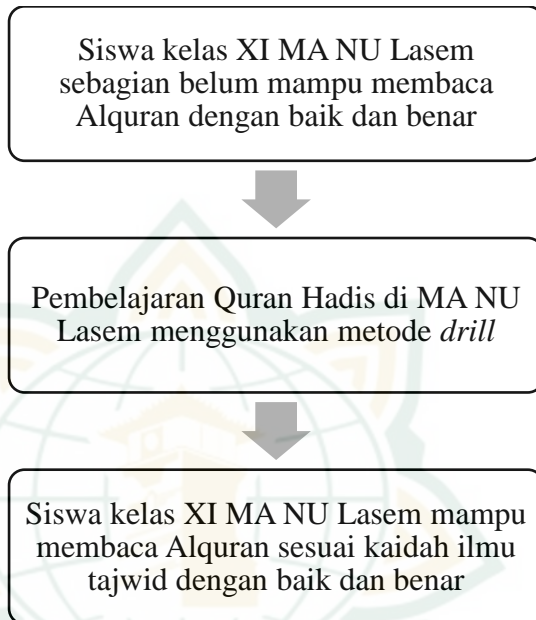 Siswa kelas XI MA NU Lasem
sebagian belum mampu membaca
Alquran dengan baik dan benar
Pembelajaran Quran Hadis di MA NU
Lasem menggunakan metode drill
Siswa kelas XI MA NU Lasem mampu
membaca Alquran sesuai kaidah ilmu
tajwid dengan baik dan benar